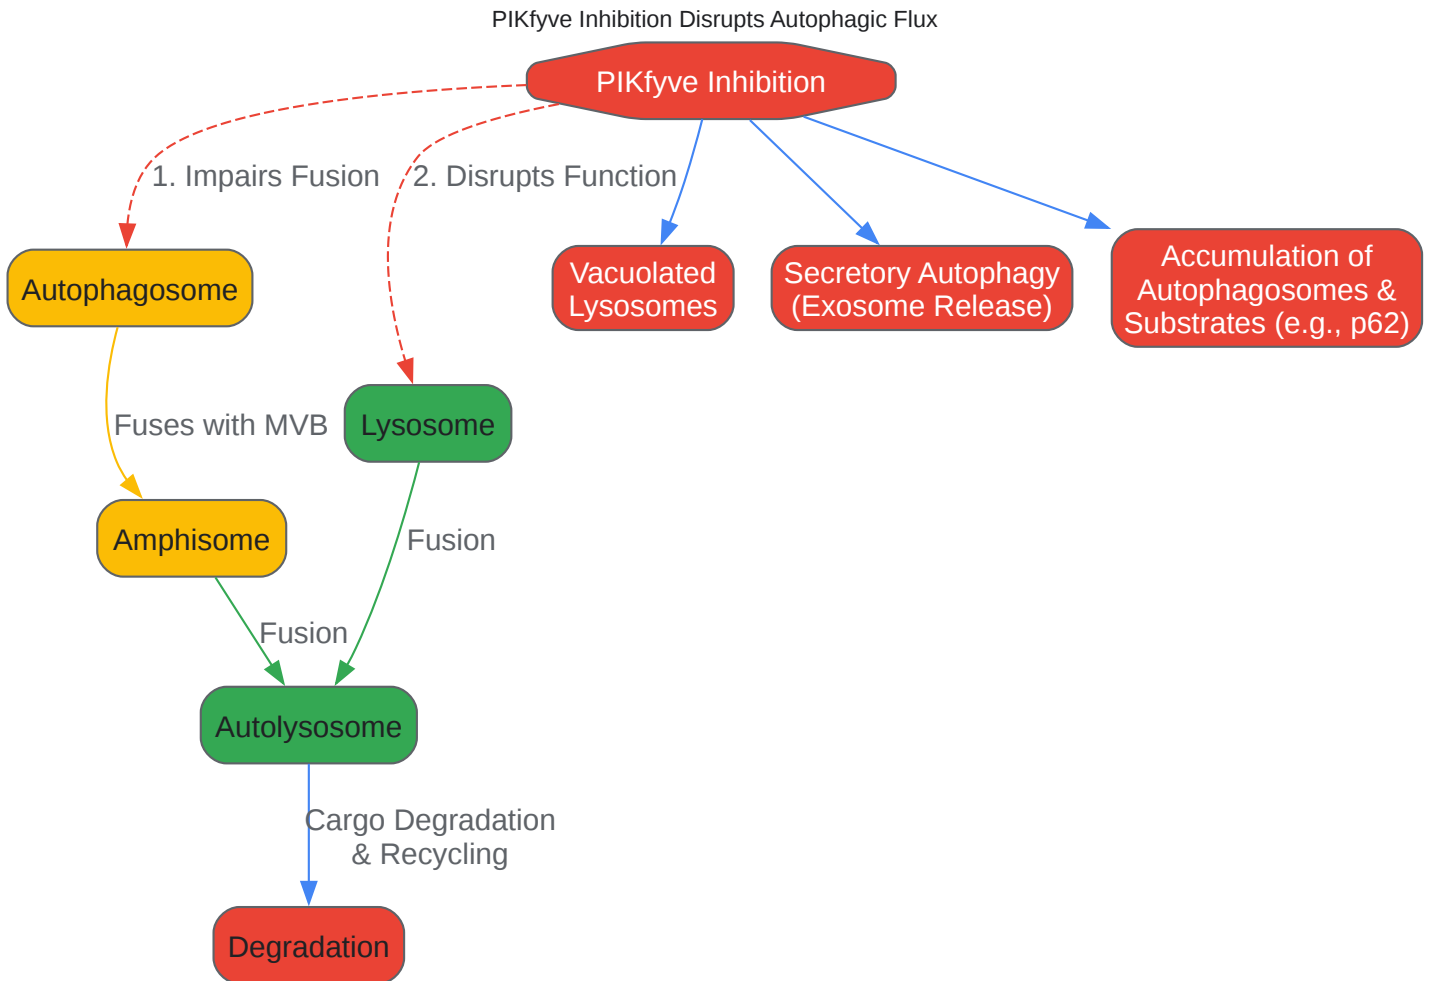 PIKfyve Inhibition Disrupts Autophagic Flux
PIKfyve Inhibition
1. Impairs Fusion
2. Disrupts Function
Autophagosome
Vacuolated
Lysosomes
Secretory Autophagy
(Exosome Release)
Accumulation of
Autophagosomes &
Substrates (e.g., p62)
Fuses with MVB
Lysosome
Amphisome
Fusion
Fusion
Autolysosome
Cargo Degradation
& Recycling
Degradation